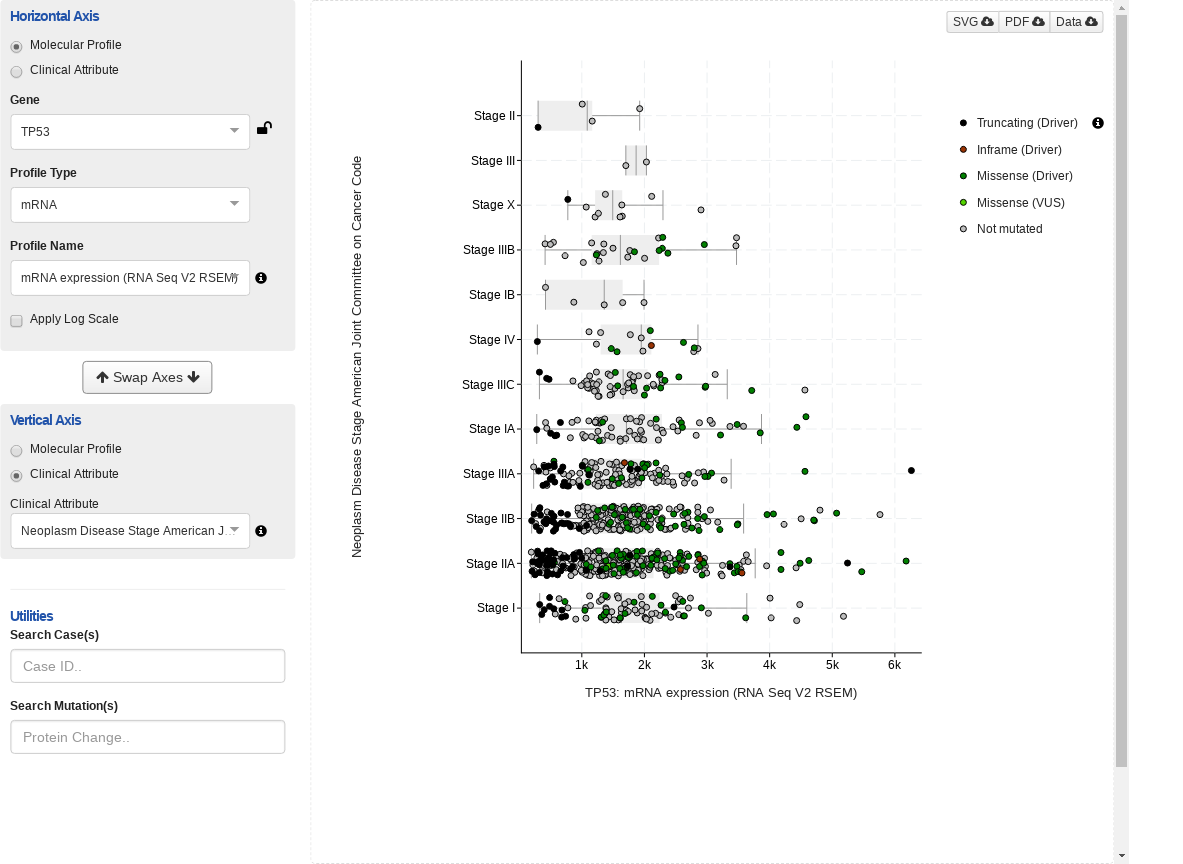 Horizontal Axis
Molecular Profile
Clinical Attribute
Gene
TP53
Profile Type
mRNA
Profile Name
mRNA expression (RNA Seq V2 RSEM)
Apply Log Scale
Swap Axes
Vertical Axis
Molecular Profile
Clinical Attribute
Clinical Attribute
Neoplasm Disease Stage American J...
Utilities
Search Case(s)
Case ID..
Search Mutation(s)
Protein Change..
SVG PDF Data
Neoplasm Disease Stage American Joint Committee on Cancer Code
Stage II
Stage III
Stage X
Stage IIIB
Stage IB
Stage IV
Stage IIIC
Stage IA
Stage IIIA
Stage IIB
Stage IIA
Stage I
1k 2k 3k 4k 5k 6k
TP53: mRNA expression (RNA Seq V2 RSEM)
Truncating (Driver)
Inframe (Driver)
Missense (Driver)
Missense (VUS)
Not mutated